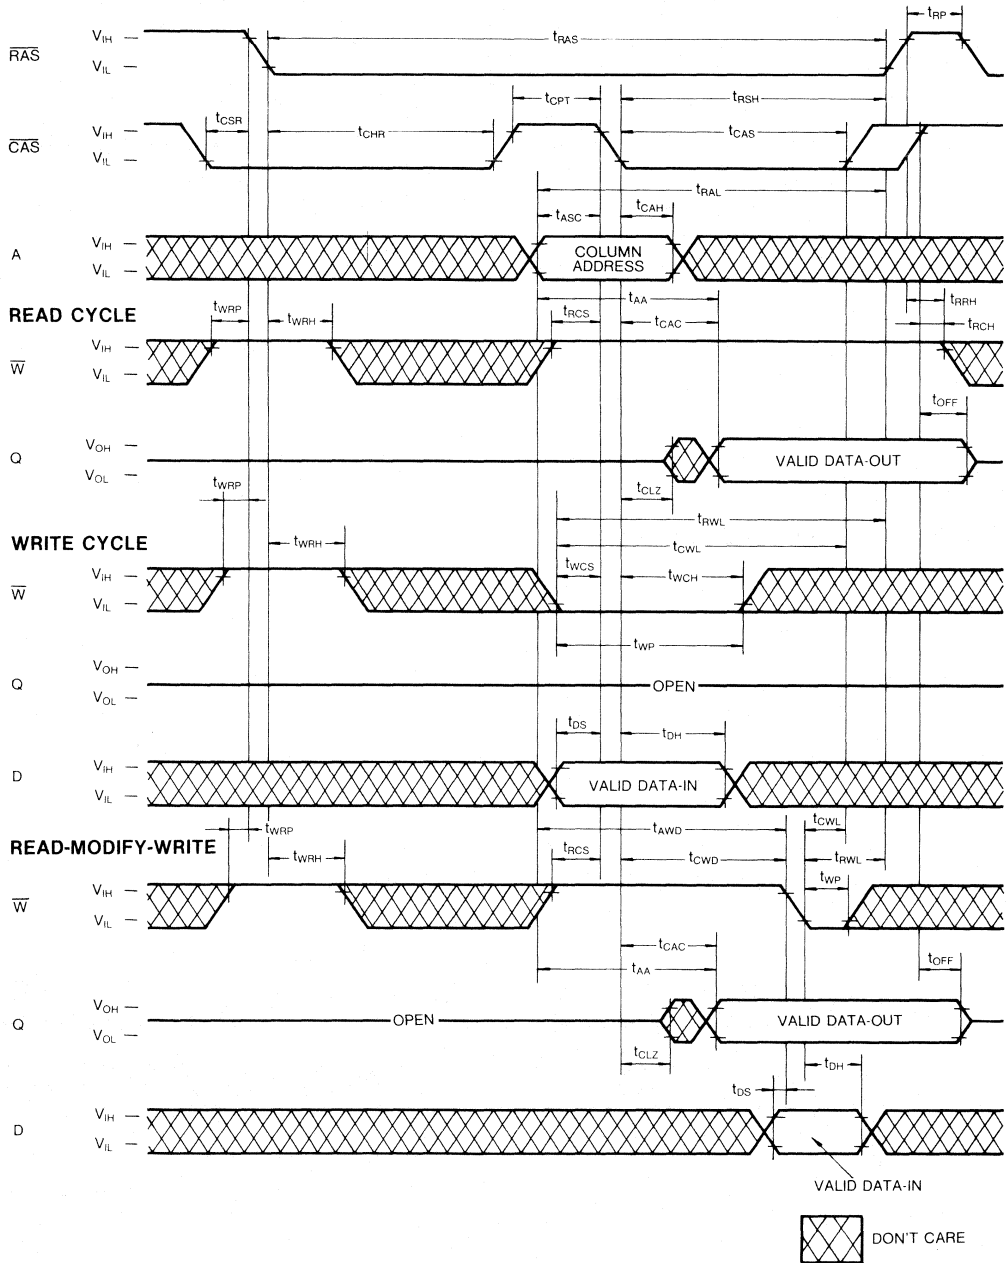 tRP
RAS VIH tRAS
VIL
tCPT tRSH
tCSR tCHR tCAS
CAS VIH
VIL
tRAL
tASC tCAH
A VIH COLUMN
VIL ADDRESS
tAA
tWRP tRCS tRRH
READ CYCLE tWRH tCAC tRCH
VIH
W VIL
tOFF
VOH
Q VALID DATA-OUT
VOL
tWRP tCLZ
tRWL
WRITE CYCLE tWRH tCWL
tWCS tWCH
VIH
W VIL
tWP
VOH
Q OPEN
VOL
tDS tDH
VIH
D VALID DATA-IN
VIL
tCWL
tWRP tAWD
READ-MODIFY-WRITE tWRH tRCS tCWD tRWL
tWP
VIH
W VIL
tCAC
tAA tOFF
VOH
Q OPEN VALID DATA-OUT
VOL
tCLZ tDH
tDS
VIH
D VIL
VALID DATA-IN
DON'T CARE